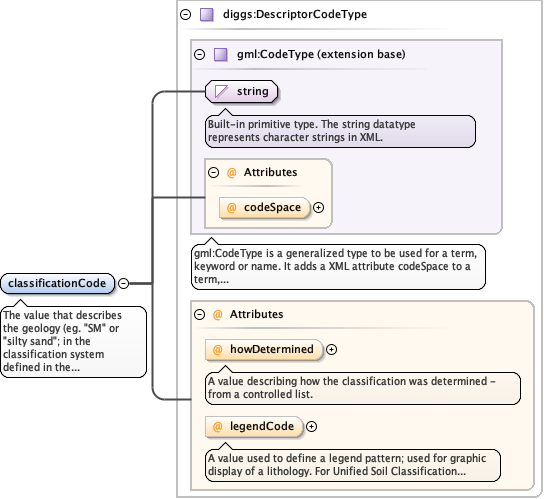 diggs:DescriptorCodeType
gml:CodeType (extension base)
string
Built-in primitive type. The string datatype
represents character strings in XML.
@ Attributes
@ codeSpace
gml:CodeType is a generalized type to be used for a term,
keyword or name. It adds a XML attribute codeSpace to a
term,...
classificationCode
The value that describes
the geology (eg. "SM" or
"silty sand"; in the
classification system
defined in the...
@ Attributes
@ howDetermined
A value describing how the classification was determined –
from a controlled list.
@ legendCode
A value used to define a legend pattern; used for graphic
display of a lithology. For Unified Soil Classification...